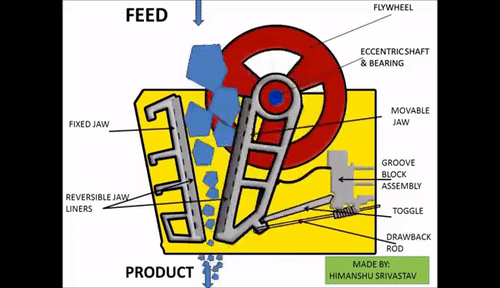 FEED
FLYWHEEL
ECCENTRIC SHAFT
& BEARING
FIXED JAW
MOVABLE
JAW
REVERSIBLE JAW
LINERS
GROOVE
BLOCK
ASSEMBLY
TOGGLE
DRAWBACK
ROD
PRODUCT
MADE BY:
HIMANSHU SRIVASTAV